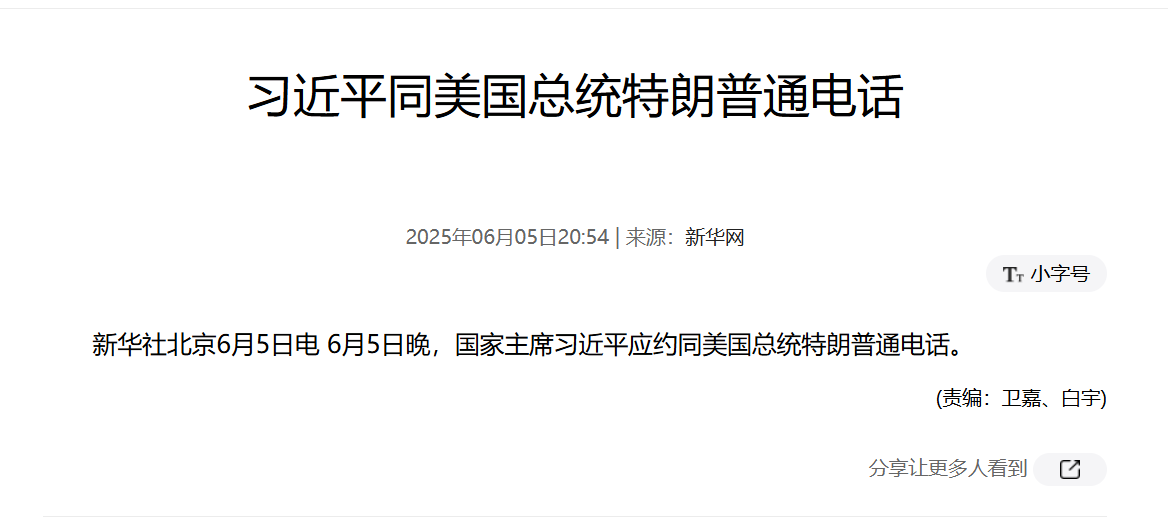 习近平同美国总统特朗普通电话
2025年06月05日20:54 | 来源：新华网
TT 小字号
新华社北京6月5日电 6月5日晚，国家主席习近平应约同美国总统特朗普通电话。
(责编：卫嘉、白宇)
分享让更多人看到